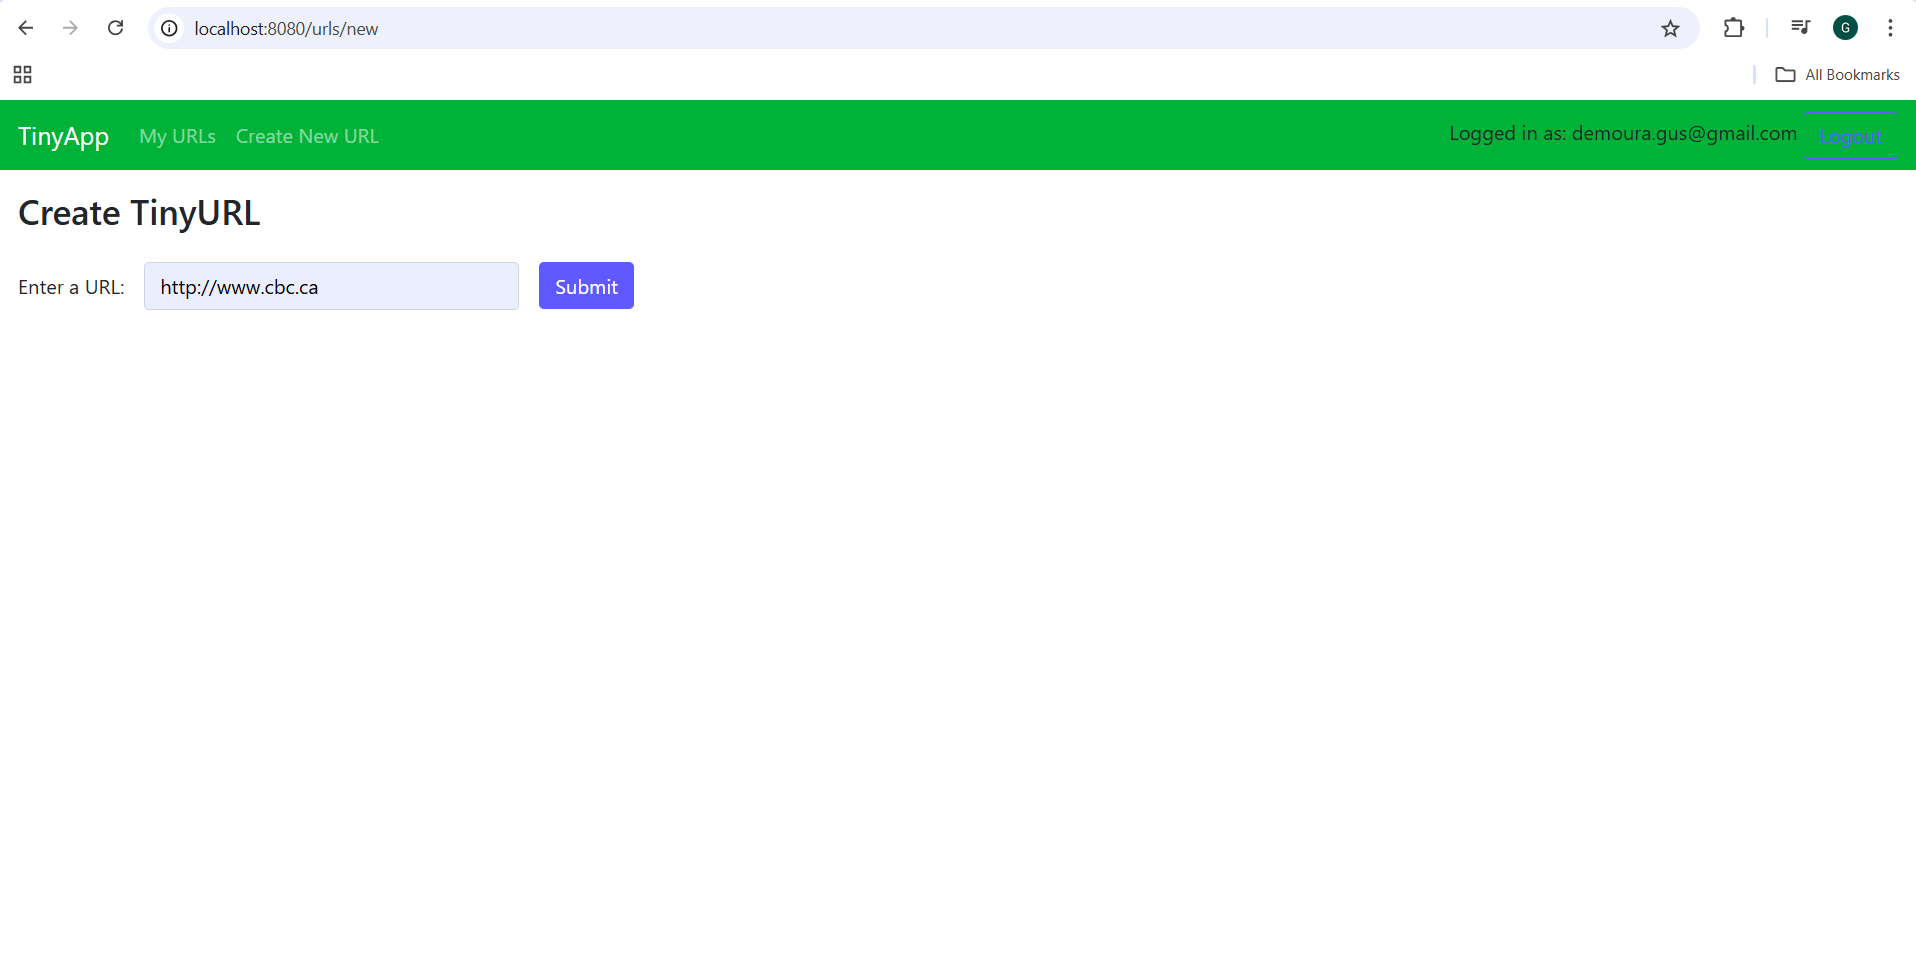 localhost:8080/urls/new
G
All Bookmarks
TinyApp My URLs Create New URL Logged in as: demoura.gus@gmail.com Logout
Create TinyURL
Enter a URL: http://www.cbc.ca Submit